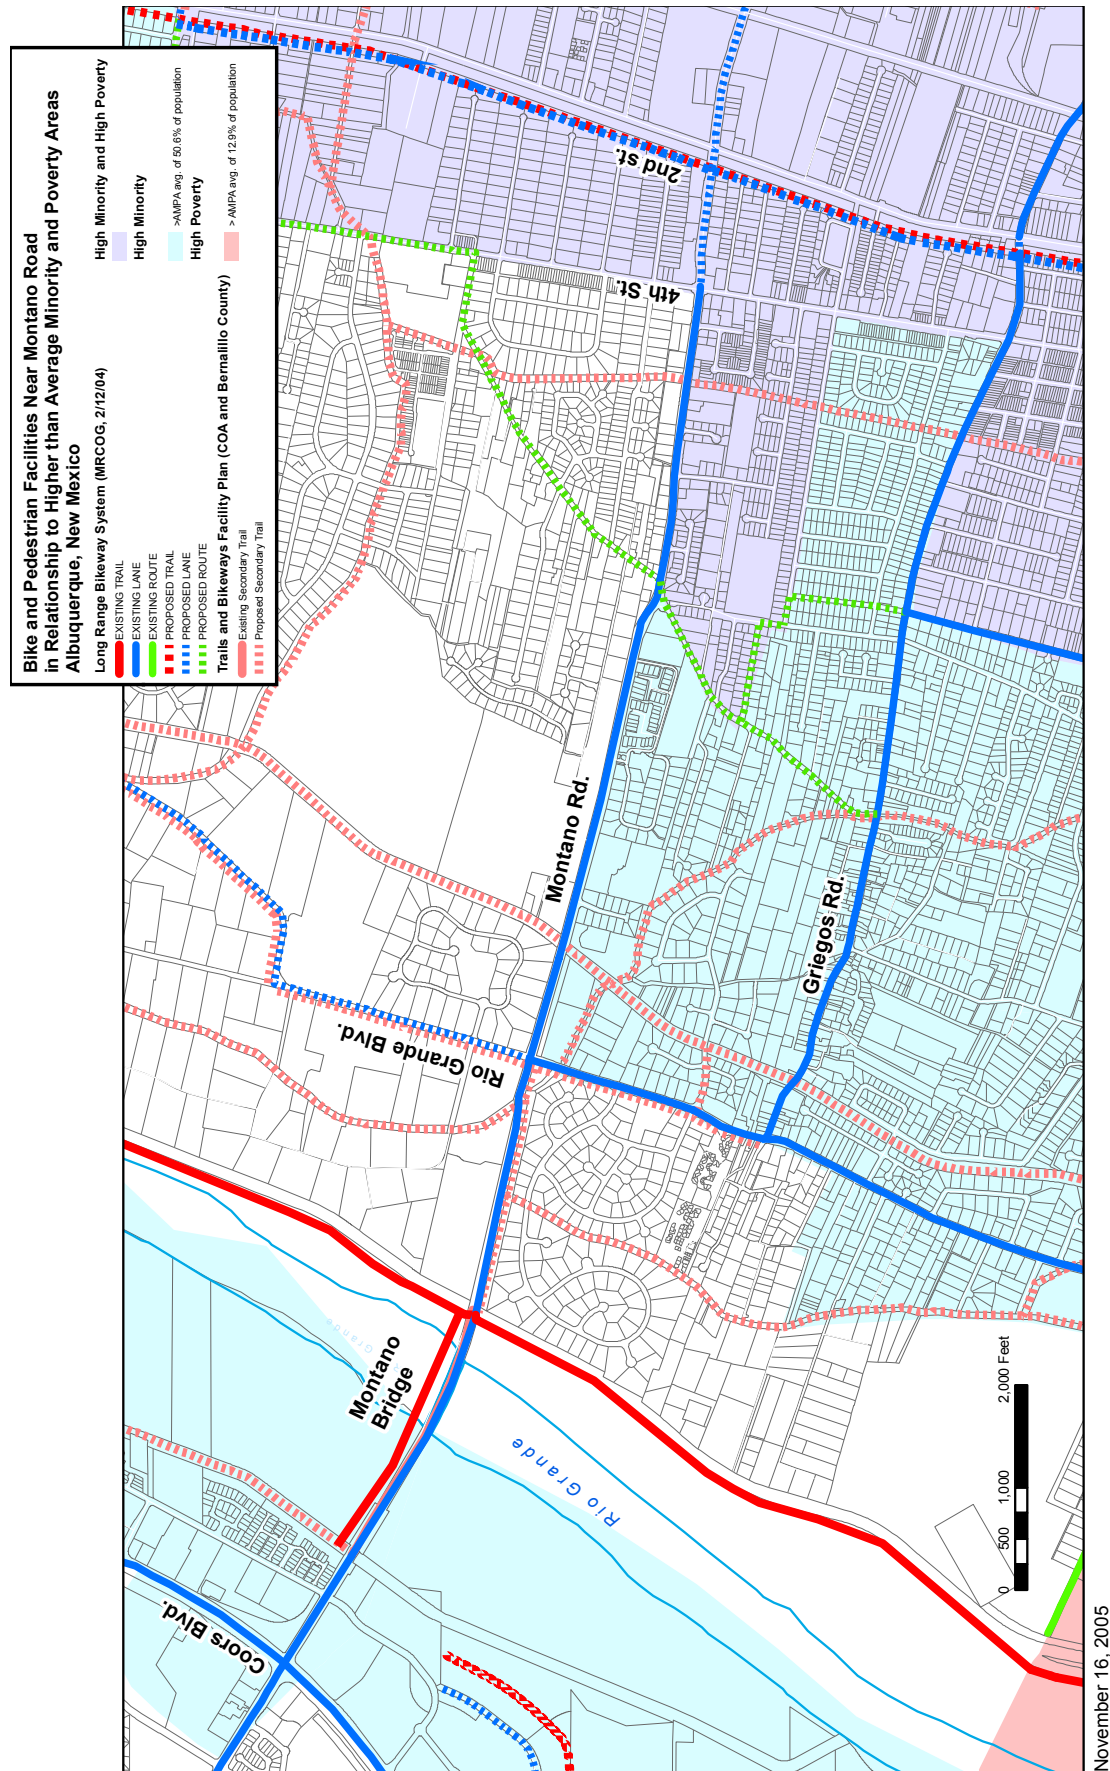 Bike and Pedestrian Facilities Near Montano Road
in Relationship to Higher than Average Minority and Poverty Areas
Albuquerque, New Mexico
Long Range Bikeway System (MRCOG, 2/12/04)
EXISTING TRAIL
EXISTING LANE
EXISTING ROUTE
PROPOSED TRAIL
PROPOSED LANE
PROPOSED ROUTE
Trails and Bikeways Facility Plan (COA and Bernalillo County)
Existing Secondary Trail
Proposed Secondary Trail
High Minority and High Poverty
High Minority
>AMPA avg. of 50.6% of population
High Poverty
> AMPA avg. of 12.9% of population
Coors Blvd.
Montano
Bridge
Rio Grande
Rio Grande
Rio Grande Blvd.
Montano Rd.
Griegos Rd.
4th St.
2nd st.
0 500 1,000 2,000 Feet
November 16, 2005